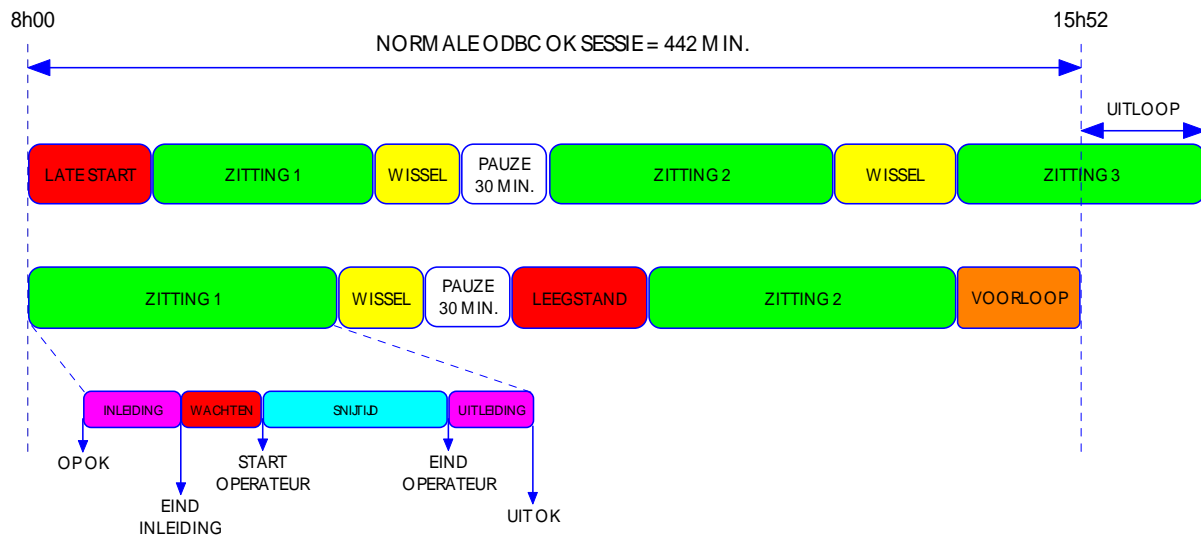 8h00
15h52
NORMALE ODBC OK SESSIE = 442 MIN.
UITLOOP
LATE START
ZITTING 1
WISSEL
PAUZE
30 MIN.
ZITTING 2
WISSEL
ZITTING 3
ZITTING 1
WISSEL
PAUZE
30 MIN.
LEEGSTAND
ZITTING 2
VOORLOOP
INLEIDING
WACHTEN
SNIJTIJD
UITLEIDING
OP OK
START
OPERATEUR
EIND
OPERATEUR
EIND
INLEIDING
UIT OK